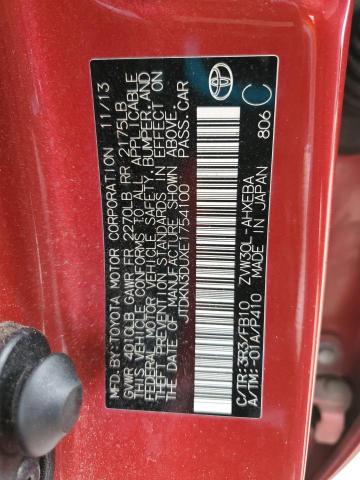 MFD.BY:TOYOTA MOTOR CORPORATION 11/13
GVWR 4010LB GAWR FR 2270LB RR 2175LB
THIS VEHICLE CONFORMS TO ALL APPLICABLE
FEDERAL MOTOR VEHICLE SAFETY, BUMPER, AND
THEFT PREVENTION STANDARDS IN EFFECT ON
THE DATE OF MANUFACTURE SHOWN ABOVE.
JTDKN3DUXE1754100 PASS.CAR
TOYOTA
C/TR:3R3/FB10 ZVW30L-AHXEBA
A/TM:-01A/P410 MADE IN JAPAN
806
C